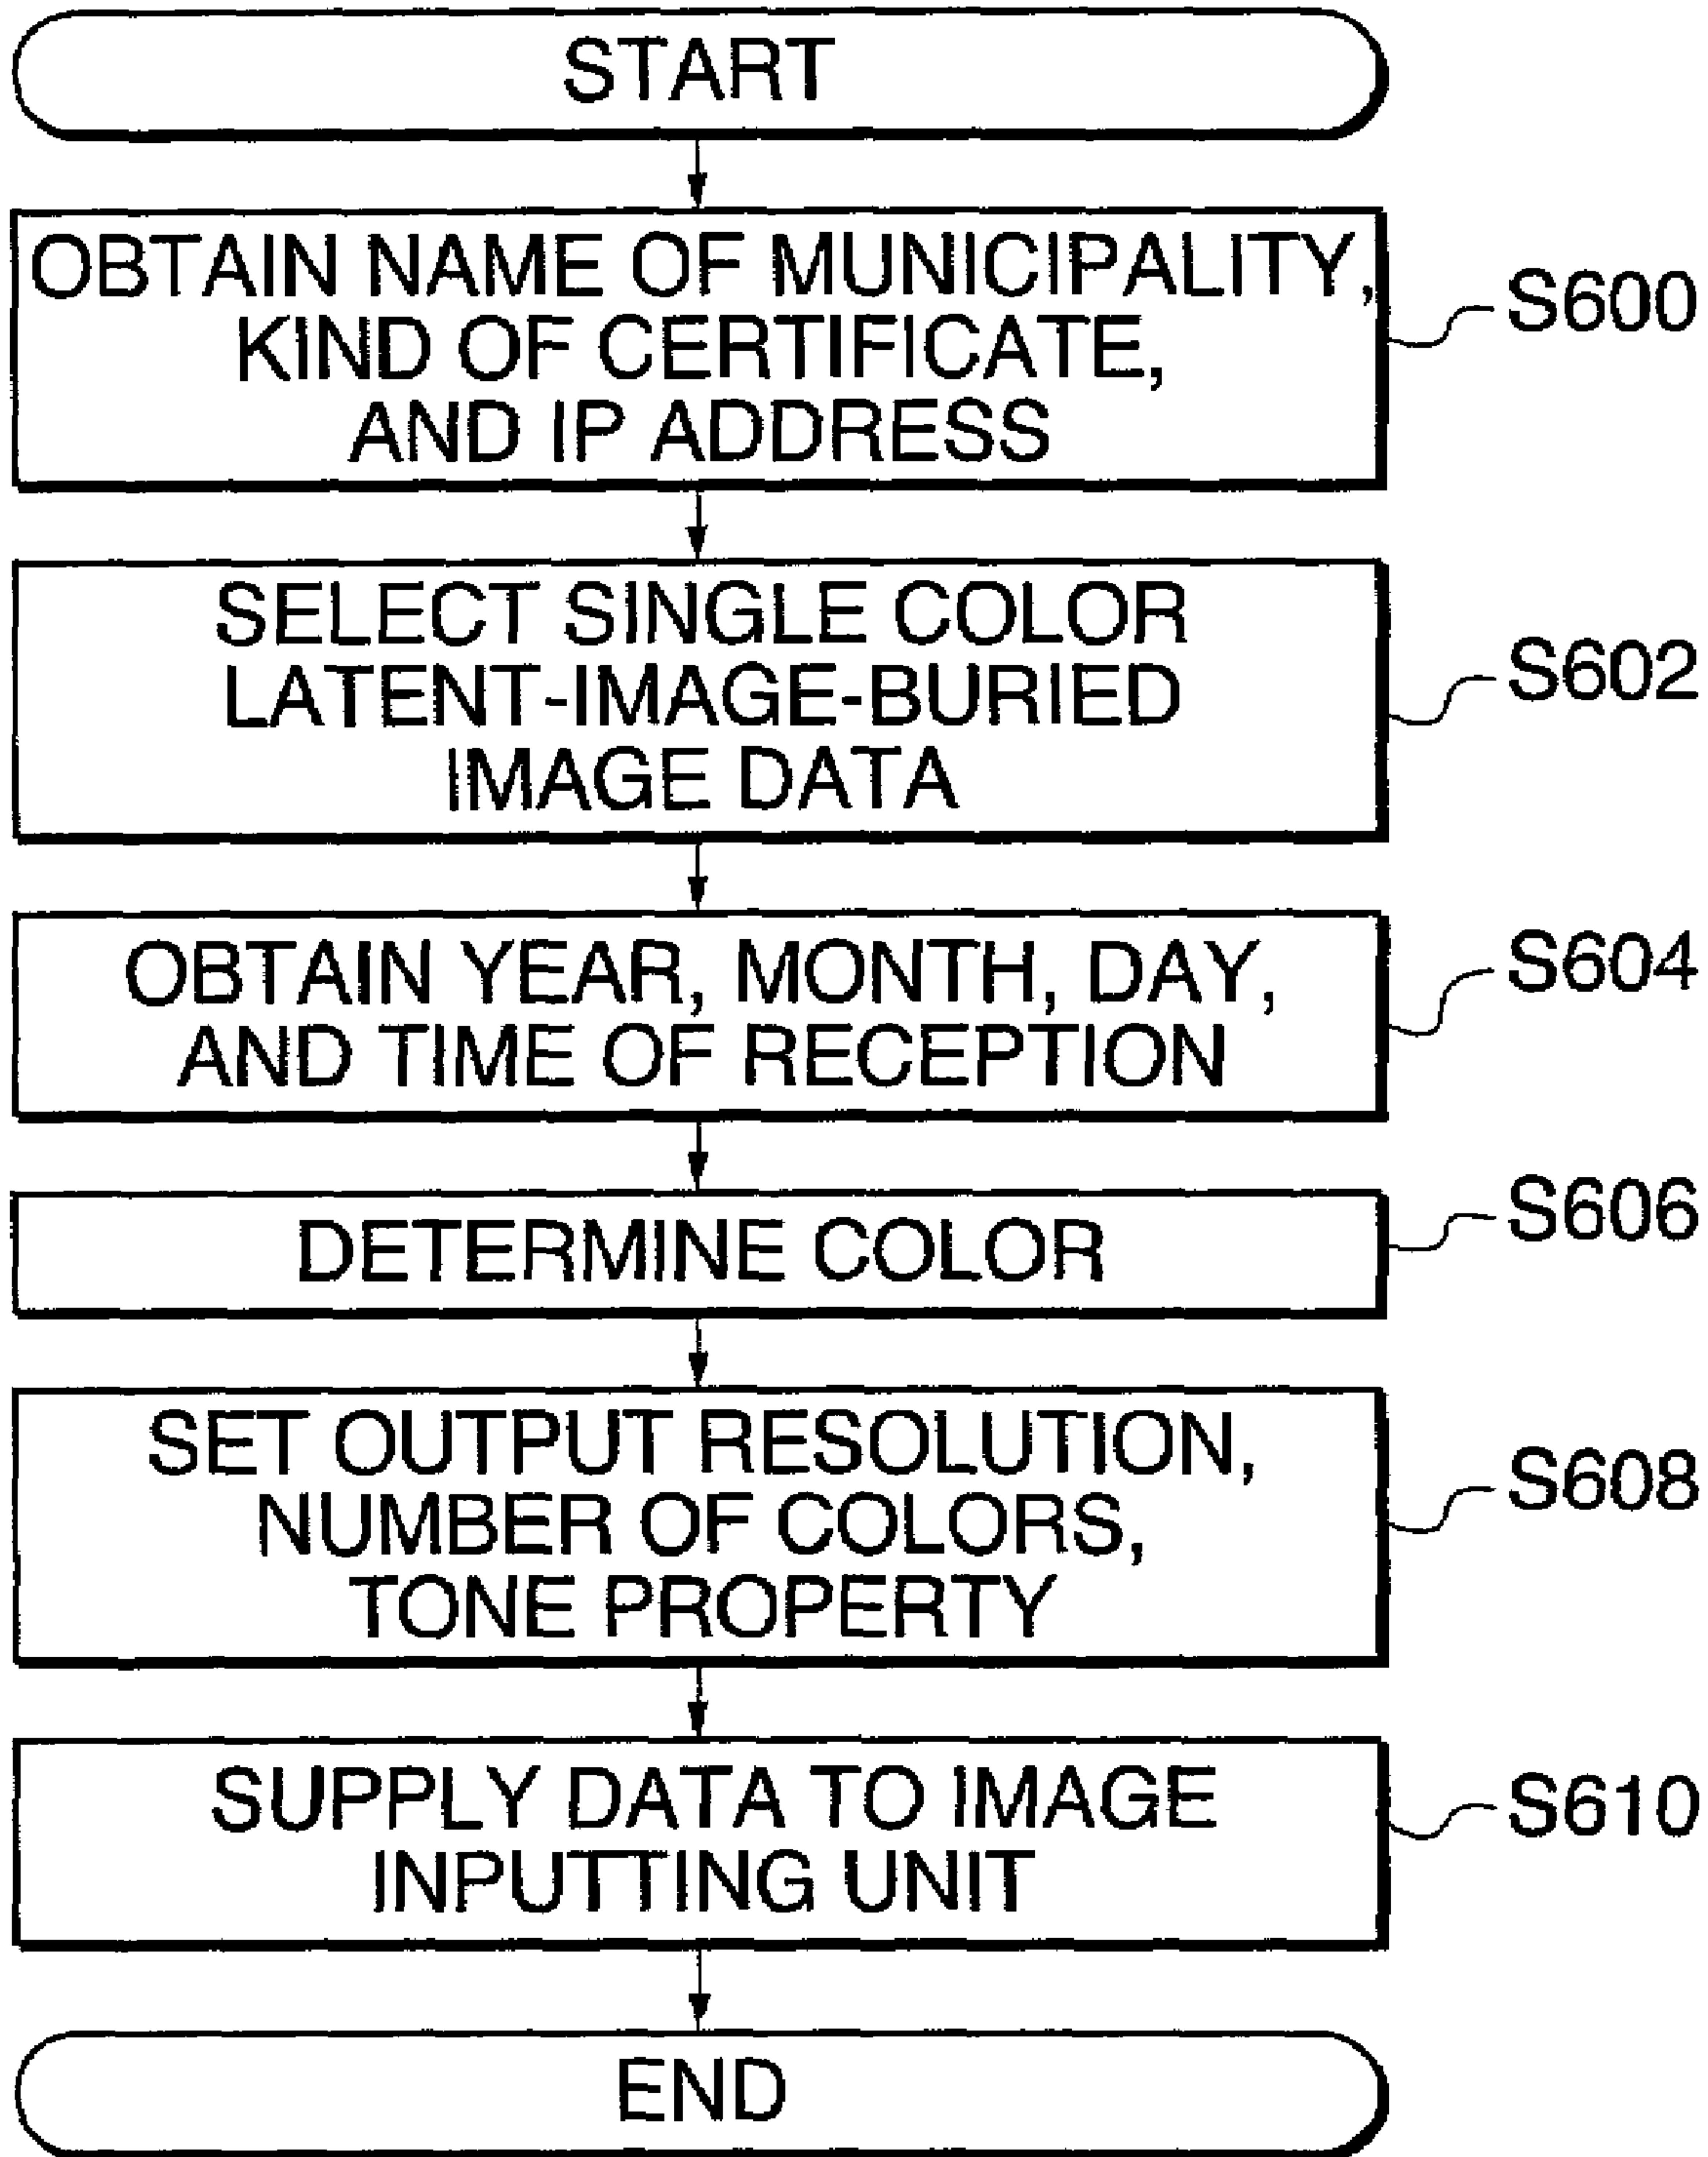 START
OBTAIN NAME OF MUNICIPALITY,
KIND OF CERTIFICATE,
AND IP ADDRESS
S600
SELECT SINGLE COLOR
LATENT-IMAGE-BURIED
IMAGE DATA
S602
OBTAIN YEAR, MONTH, DAY,
AND TIME OF RECEPTION
S604
DETERMINE COLOR
S606
SET OUTPUT RESOLUTION,
NUMBER OF COLORS,
TONE PROPERTY
S608
SUPPLY DATA TO IMAGE
INPUTTING UNIT
S610
END